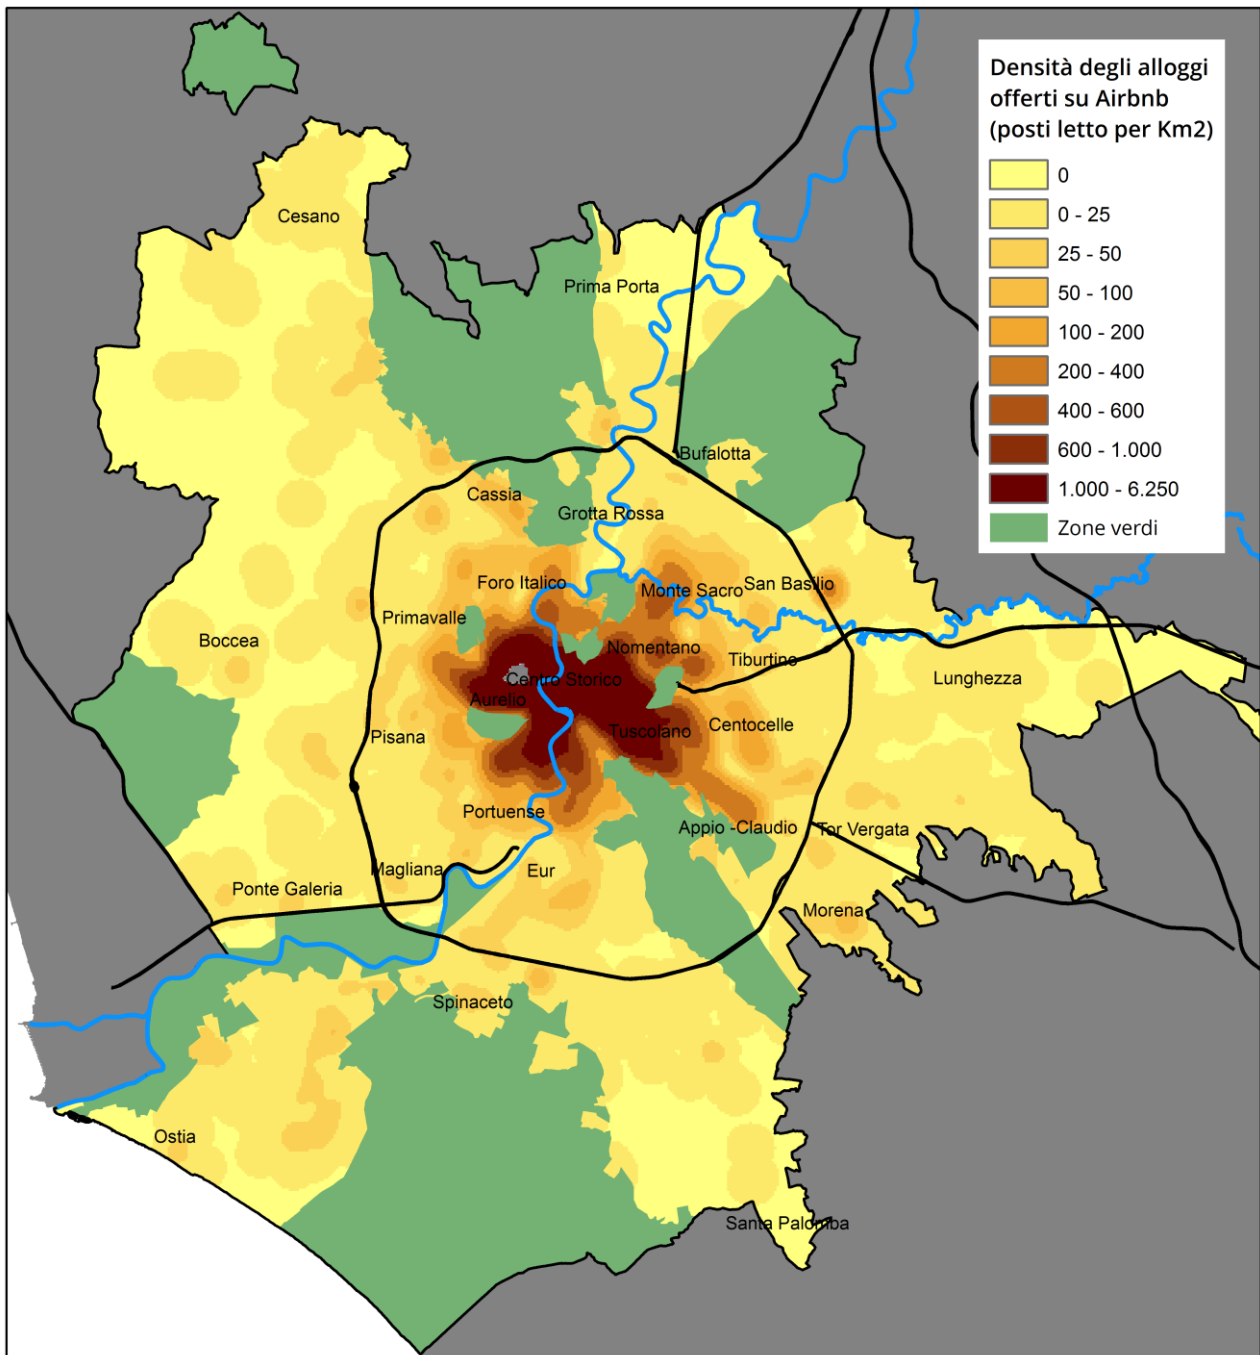 Densità degli alloggi
offerti su Airbnb
(posti letto per Km2)
0
0 - 25
25 - 50
50 - 100
100 - 200
200 - 400
400 - 600
600 - 1.000
1.000 - 6.250
Zone verdi
Cesano
Prima Porta
Bufalotta
Cassia
Grotta Rossa
Foro Italico
Monte Sacro
San Basilio
Primavalle
Boccea
Nomentano
Tiburtino
Centro Storico
Lunghezza
Aurelio
Pisana
Tuscolano
Centocelle
Portuense
Appio -Claudio
Tor Vergata
Magliana
Eur
Ponte Galeria
Morena
Spinaceto
Ostia
Santa Palomba